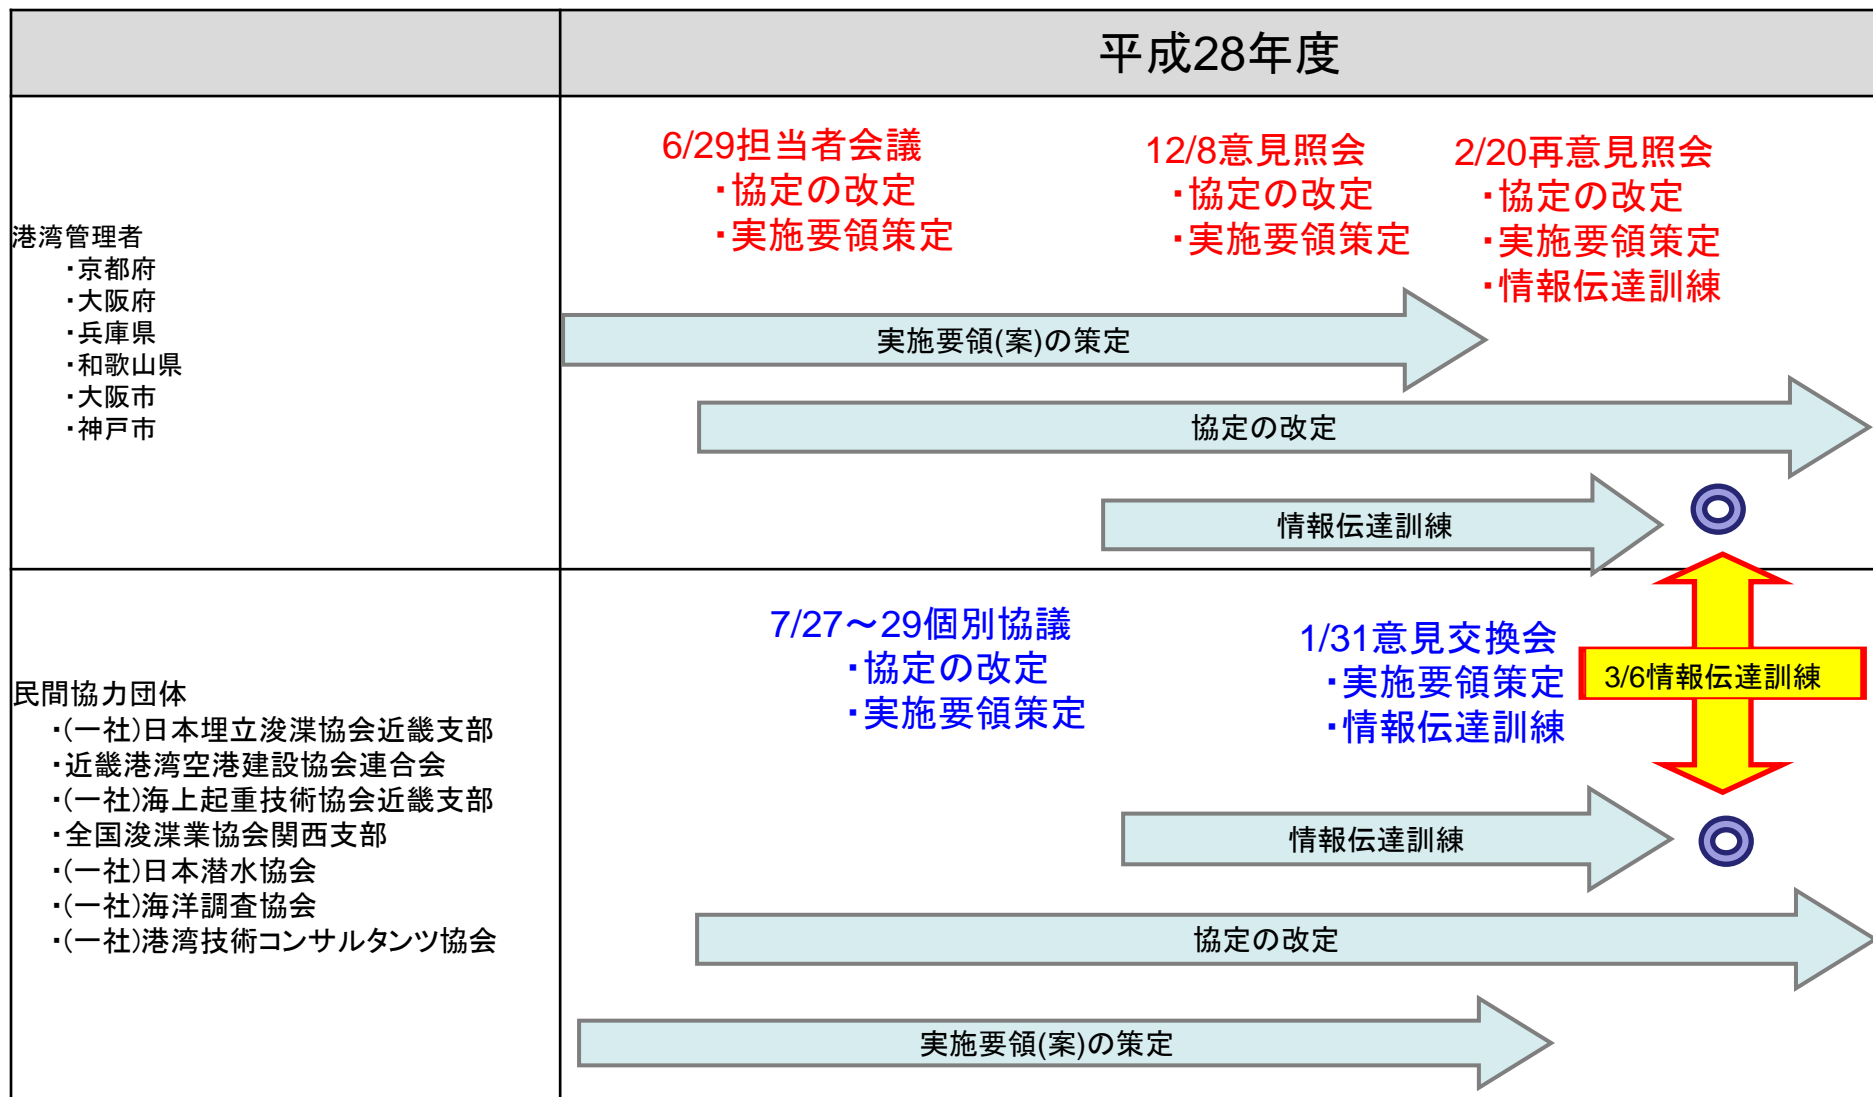 平成28年度
港湾管理者
・京都府
・大阪府
・兵庫県
・和歌山県
・大阪市
・神戸市
6/29担当者会議
・協定の改定
・実施要領策定
12/8意見照会
・協定の改定
・実施要領策定
2/20再意見照会
・協定の改定
・実施要領策定
・情報伝達訓練
実施要領(案)の策定
協定の改定
情報伝達訓練
民間協力団体
・(一社)日本埋立浚渫協会近畿支部
・近畿港湾空港建設協会連合会
・(一社)海上起重技術協会近畿支部
・全国浚渫業協会関西支部
・(一社)日本潜水協会
・(一社)海洋調査協会
・(一社)港湾技術コンサルタンツ協会
7/27～29個別協議
・協定の改定
・実施要領策定
1/31意見交換会
・実施要領策定
・情報伝達訓練
3/6情報伝達訓練
情報伝達訓練
協定の改定
実施要領(案)の策定